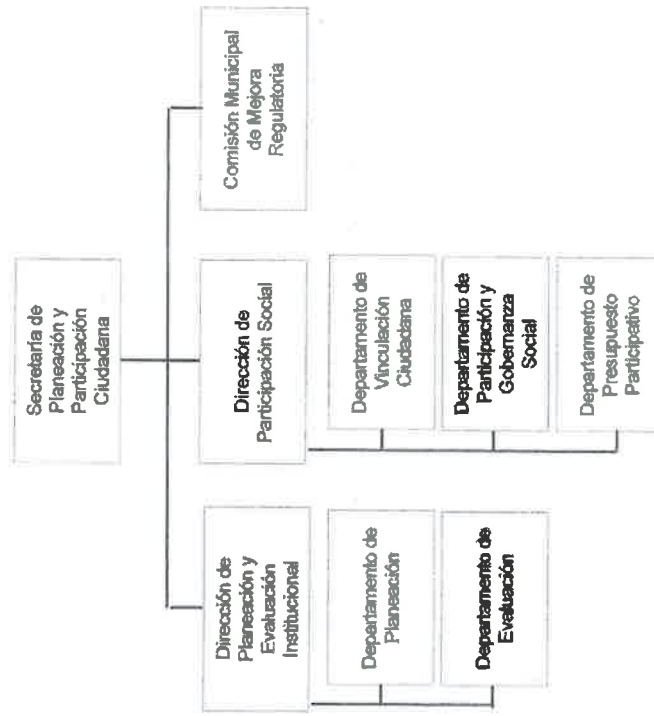 Secretaría de
Planeación y
Participación
Ciudadana
Dirección de
Planeación y
Evaluación
Institucional
Dirección de
Participación Social
Comisión Municipal
de Mejora
Regulatoria
Departamento de
Planeación
Departamento de
Evaluación
Departamento de
Vinculación
Ciudadana
Departamento de
Participación y
Gobernanza
Social
Departamento de
Presupuesto
Participativo